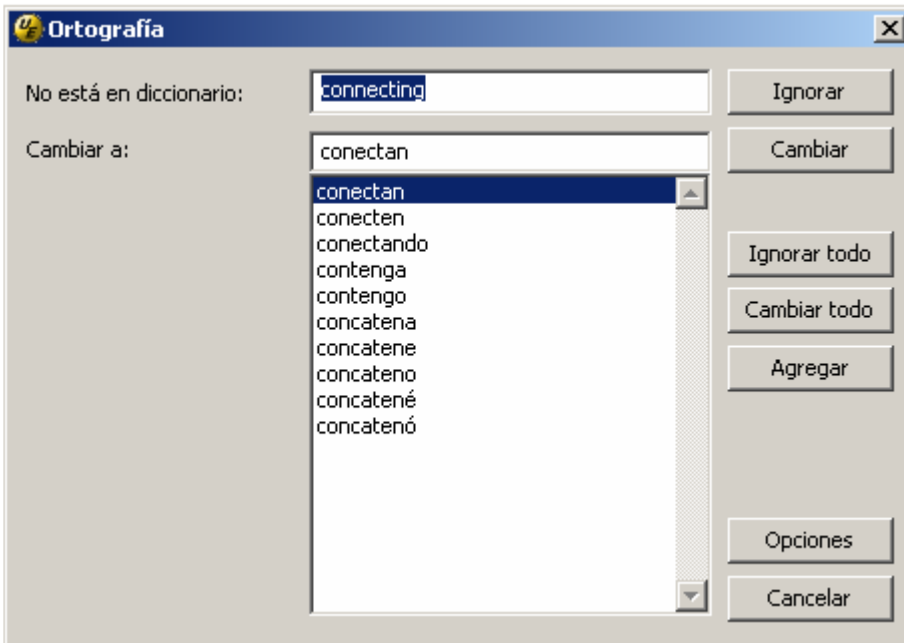 Ortografía
No está en diccionario:
connecting
Ignorar
Cambiar a:
conectan
Cambiar
conectan
conecten
conectando
contenga
contengo
concatena
concatene
concateno
concatené
concatenó
Ignorar todo
Cambiar todo
Agregar
Opciones
Cancelar